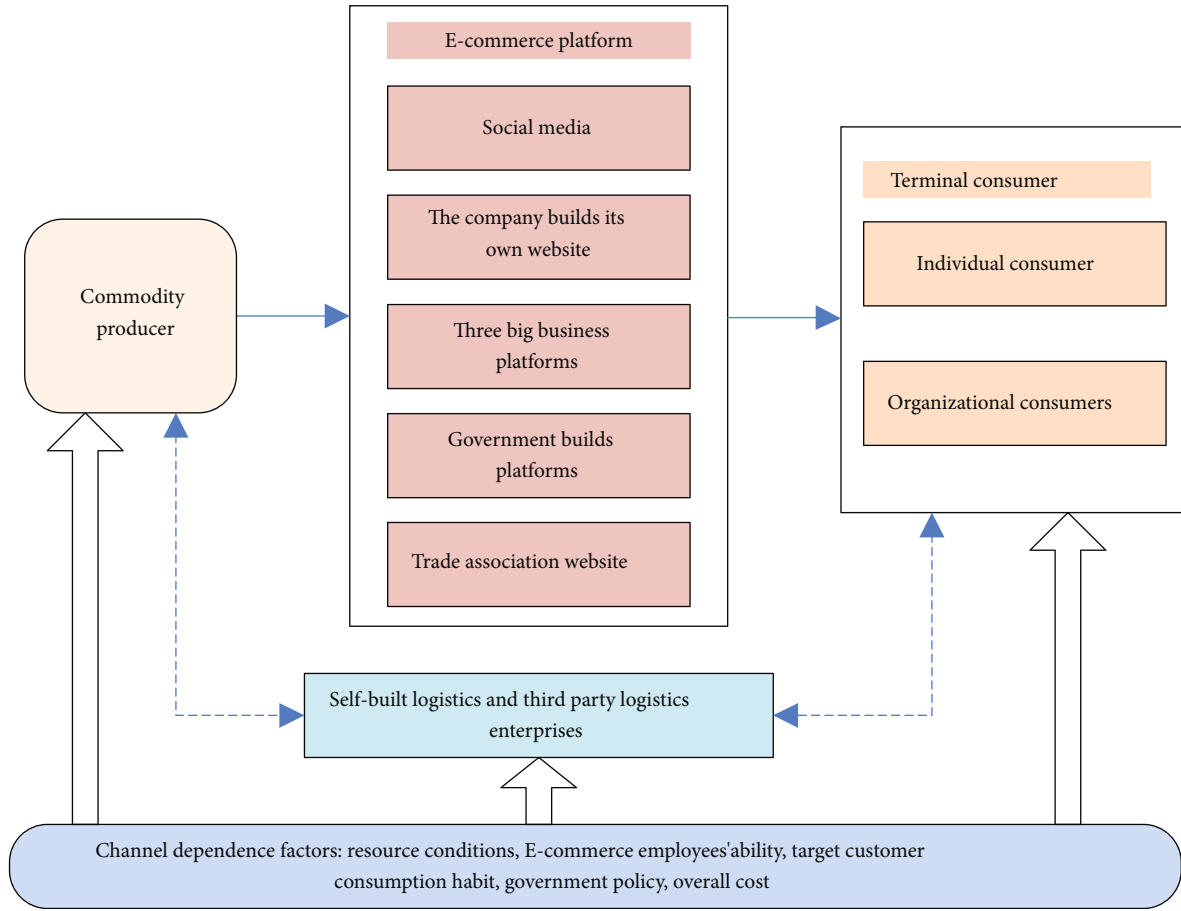 E-commerce platform
Social media
The company builds its
own website
Three big business
platforms
Government builds
platforms
Trade association website
Commodity
producer
Terminal consumer
Individual consumer
Organizational consumers
Self-built logistics and third party logistics
enterprises
Channel dependence factors: resource conditions, E-commerce employees'ability, target customer
consumption habit, government policy, overall cost